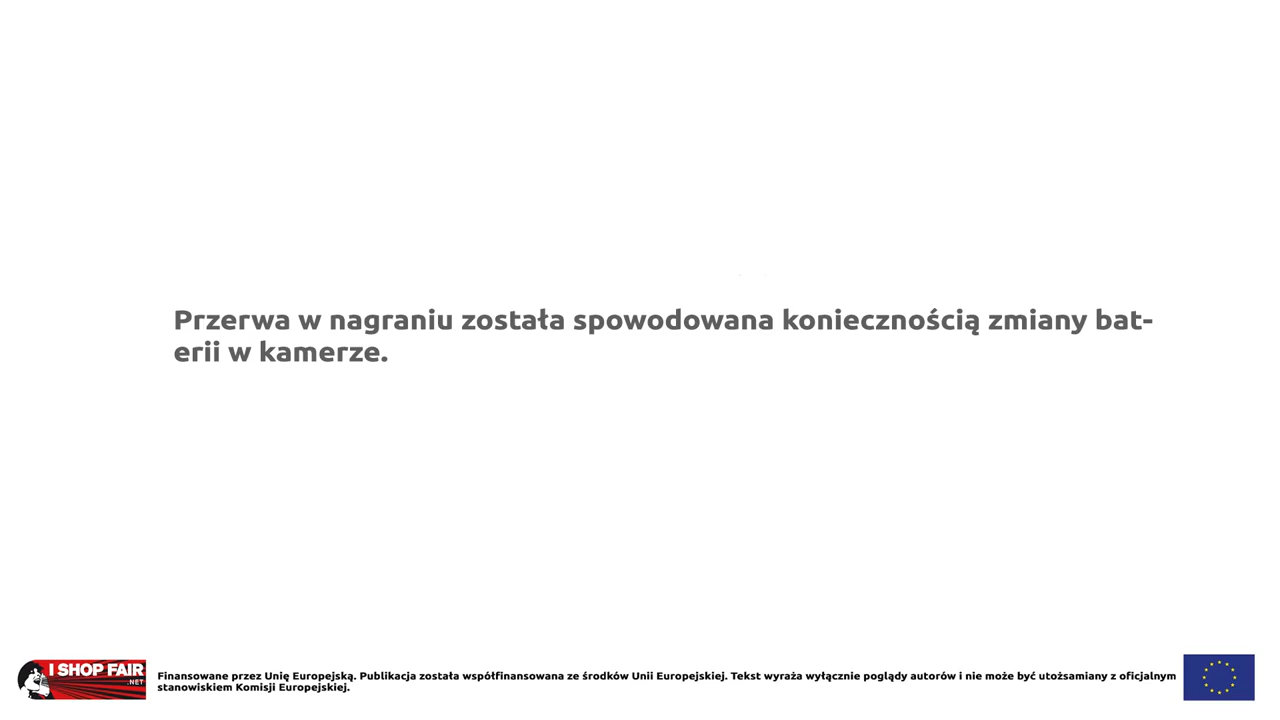 Przerwa w nagraniu została spowodowana koniecznością zmiany bat-
erii w kamerze.
I SHOP FAIR
.NET
Finansowane przez Unię Europejską. Publikacja została współfinansowana ze środków Unii Europejskiej. Tekst wyraża wyłącznie poglądy autorów i nie może być utożsamiany z oficjalnym
stanowiskiem Komisji Europejskiej.